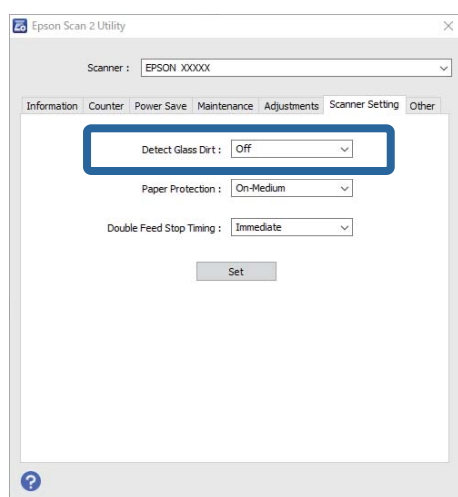 Epson Scan 2 Utility
Scanner : EPSON XXXXX
Information Counter Power Save Maintenance Adjustments Scanner Setting Other
Detect Glass Dirt : Off
Paper Protection : On-Medium
Double Feed Stop Timing : Immediate
Set
?